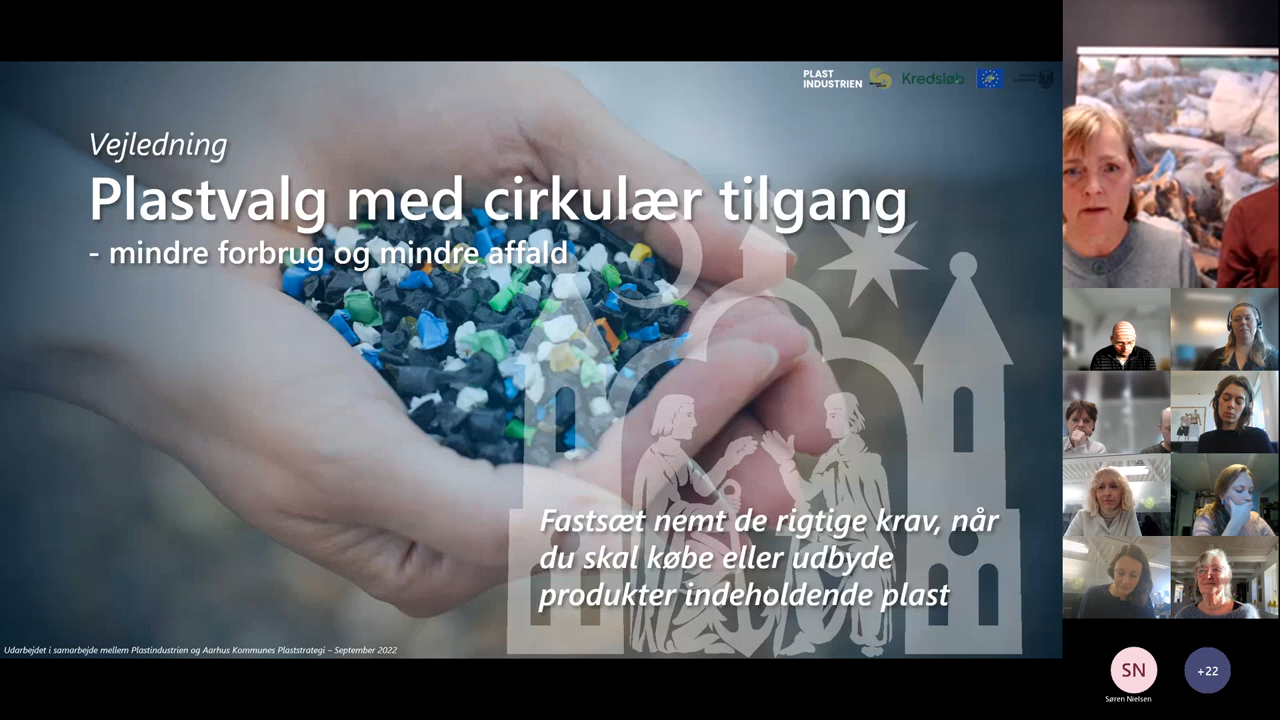 PLAST
INDUSTRIEN
Kredsløb
Vejledning
Plastvalg med cirkulær tilgang
- mindre forbrug og mindre affald
Fastsæt nemt de rigtige krav, når
du skal købe eller udbyde
produkter indeholdende plast
Udarbejdet i samarbejde mellem Plastindustrien og Aarhus Kommunes Plaststrategi – September 2022
SN
Søren Nielsen
+22